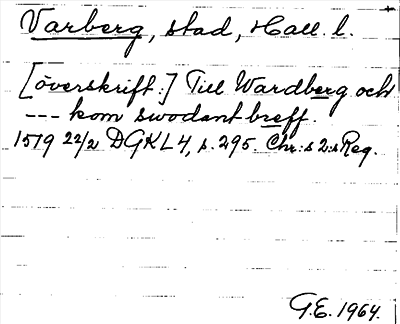 Varberg, stad, Hall. l.
[överskrift:] Till Wardberg och
--- kom swodant breff.
1519 22/2 DGKL 4, s. 295. Chr:s 2:s Reg.
G.E. 1964.